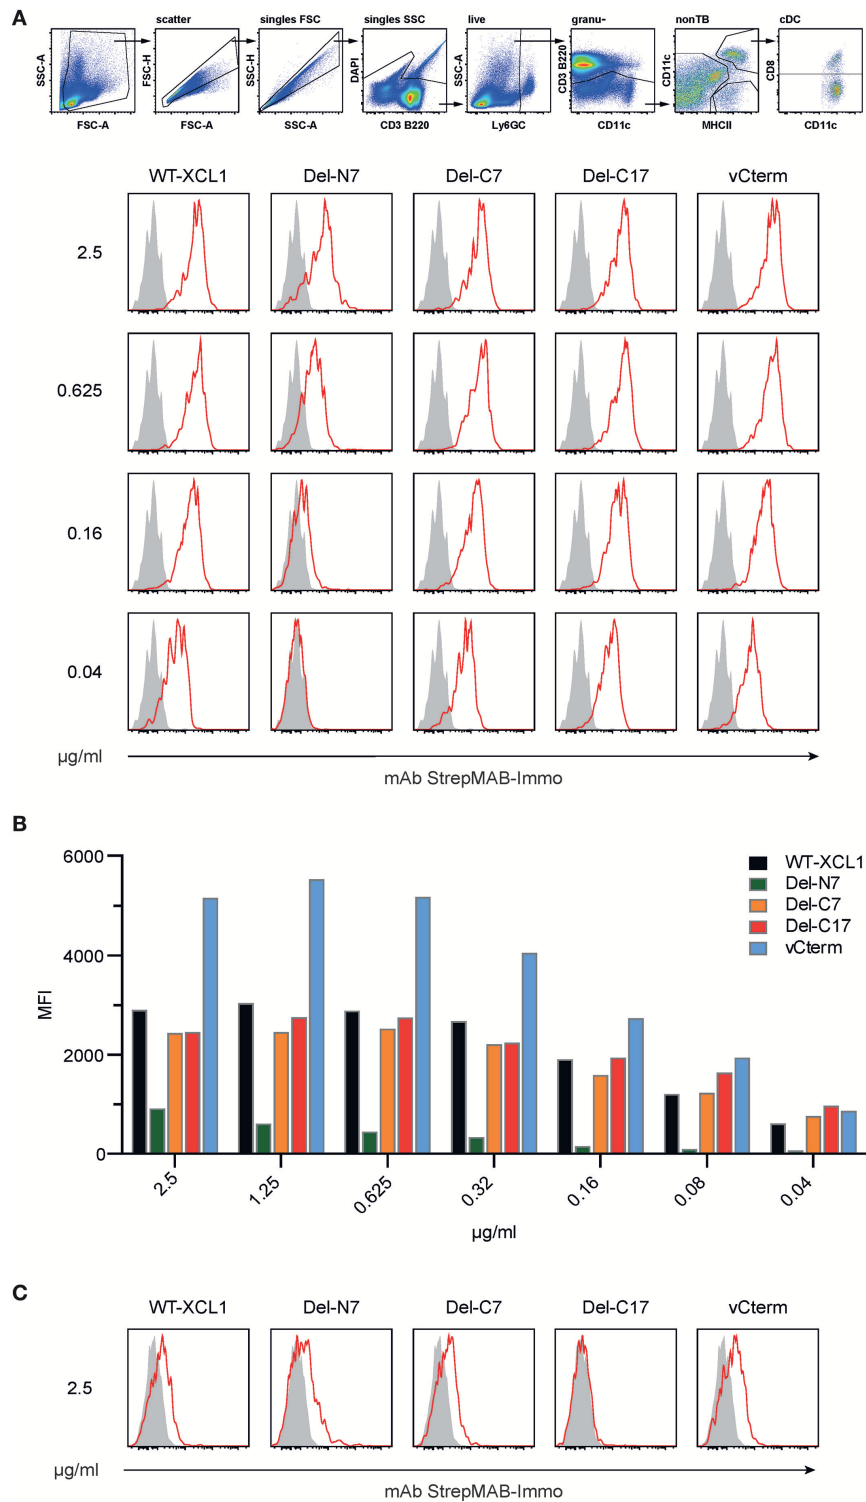 A
scatter singles FSC singles SSC live granu- nonTB cDC
SSC-A FSC-H SSC-H DAPI SSC-A CD3 B220 CD11c CD8
FSC-A FSC-A SSC-A CD3 B220 Ly6GC CD11c MHCII CD11c
WT-XCL1 Del-N7 Del-C7 Del-C17 vCterm
2.5
0.625
0.16
0.04
µg/ml
mAb StrepMAB-Immo
B
6000
4000
2000
0
MFI
WT-XCL1
Del-N7
Del-C7
Del-C17
vCterm
2.5 1.25 0.625 0.32 0.16 0.08 0.04
µg/ml
C
WT-XCL1 Del-N7 Del-C7 Del-C17 vCterm
2.5
µg/ml
mAb StrepMAB-Immo